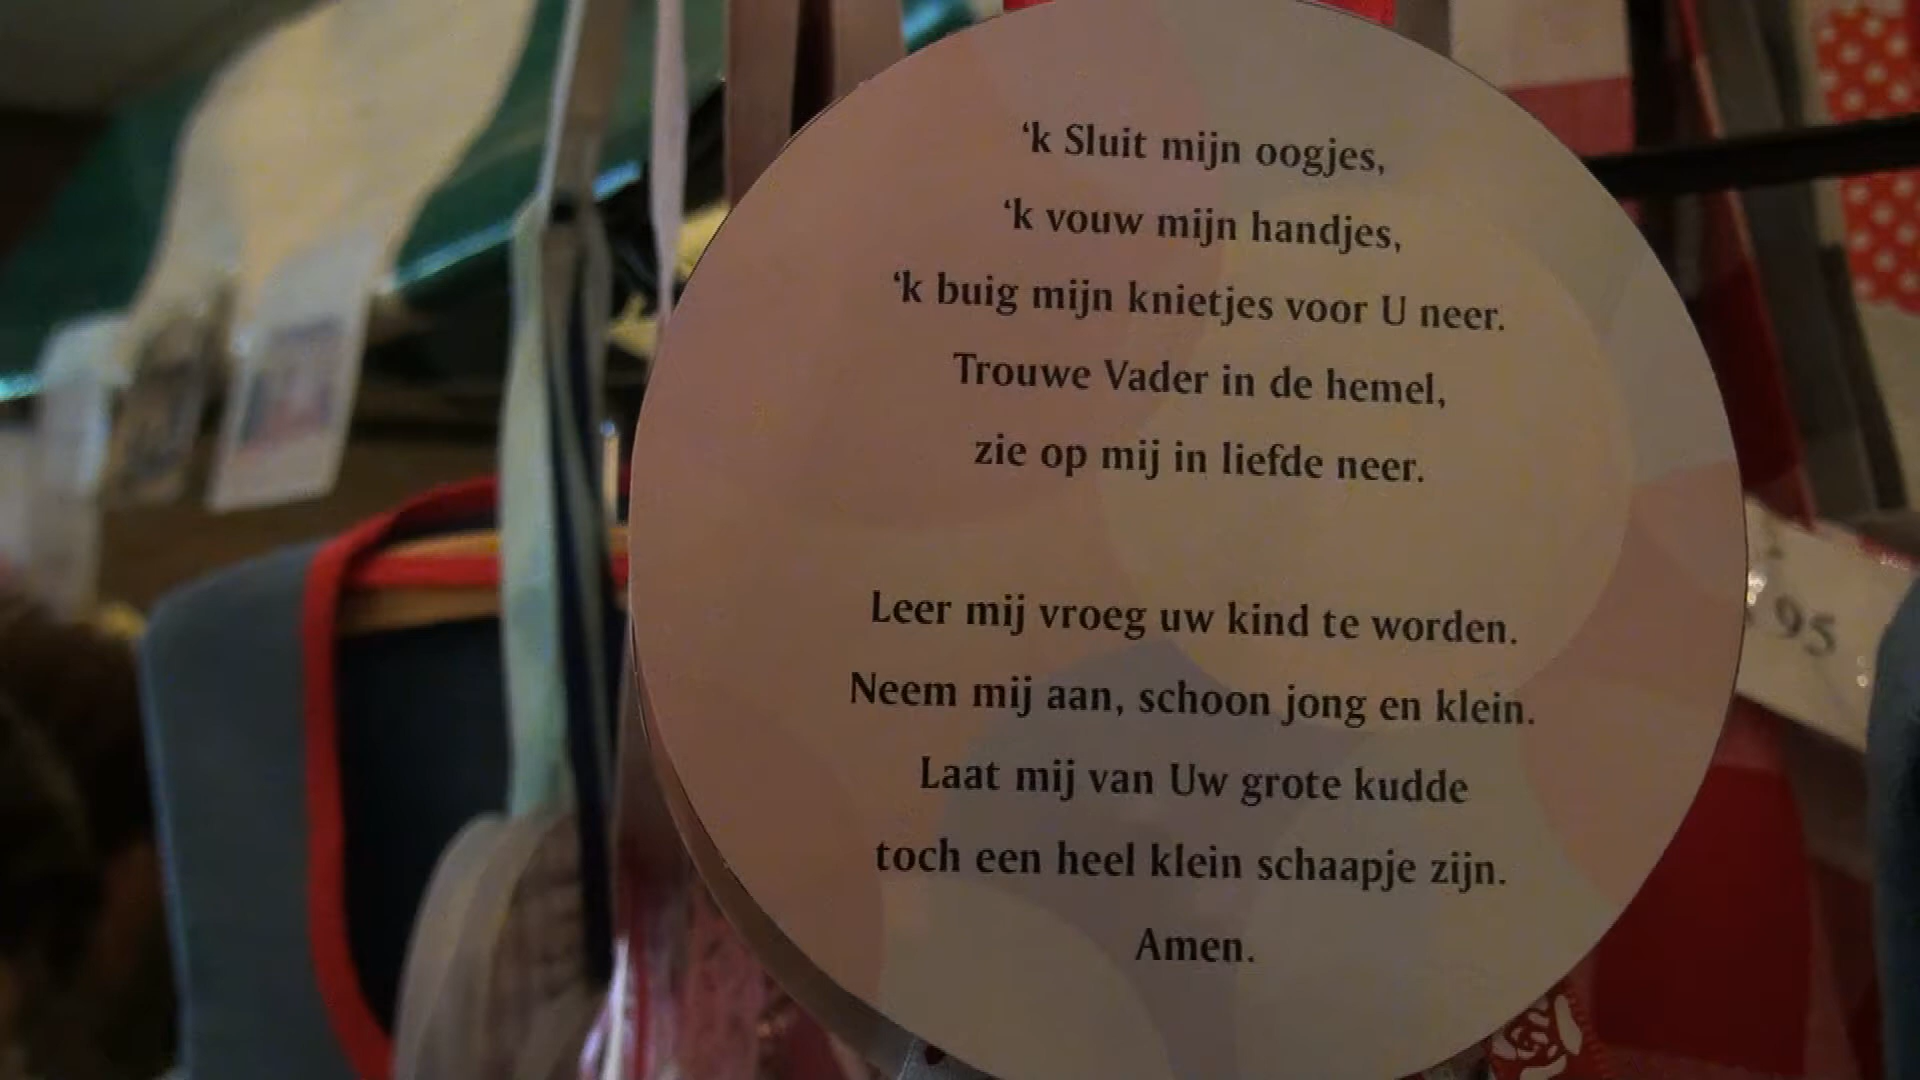 ‘k Sluit mijn oogjes,
‘k vouw mijn handjes,
‘k buig mijn knietjes voor U neer.
Trouwe Vader in de hemel,
zie op mij in liefde neer.
Leer mij vroeg uw kind te worden.
Neem mij aan, schoon jong en klein.
Laat mij van Uw grote kudde
toch een heel klein schaapje zijn.
Amen.
95